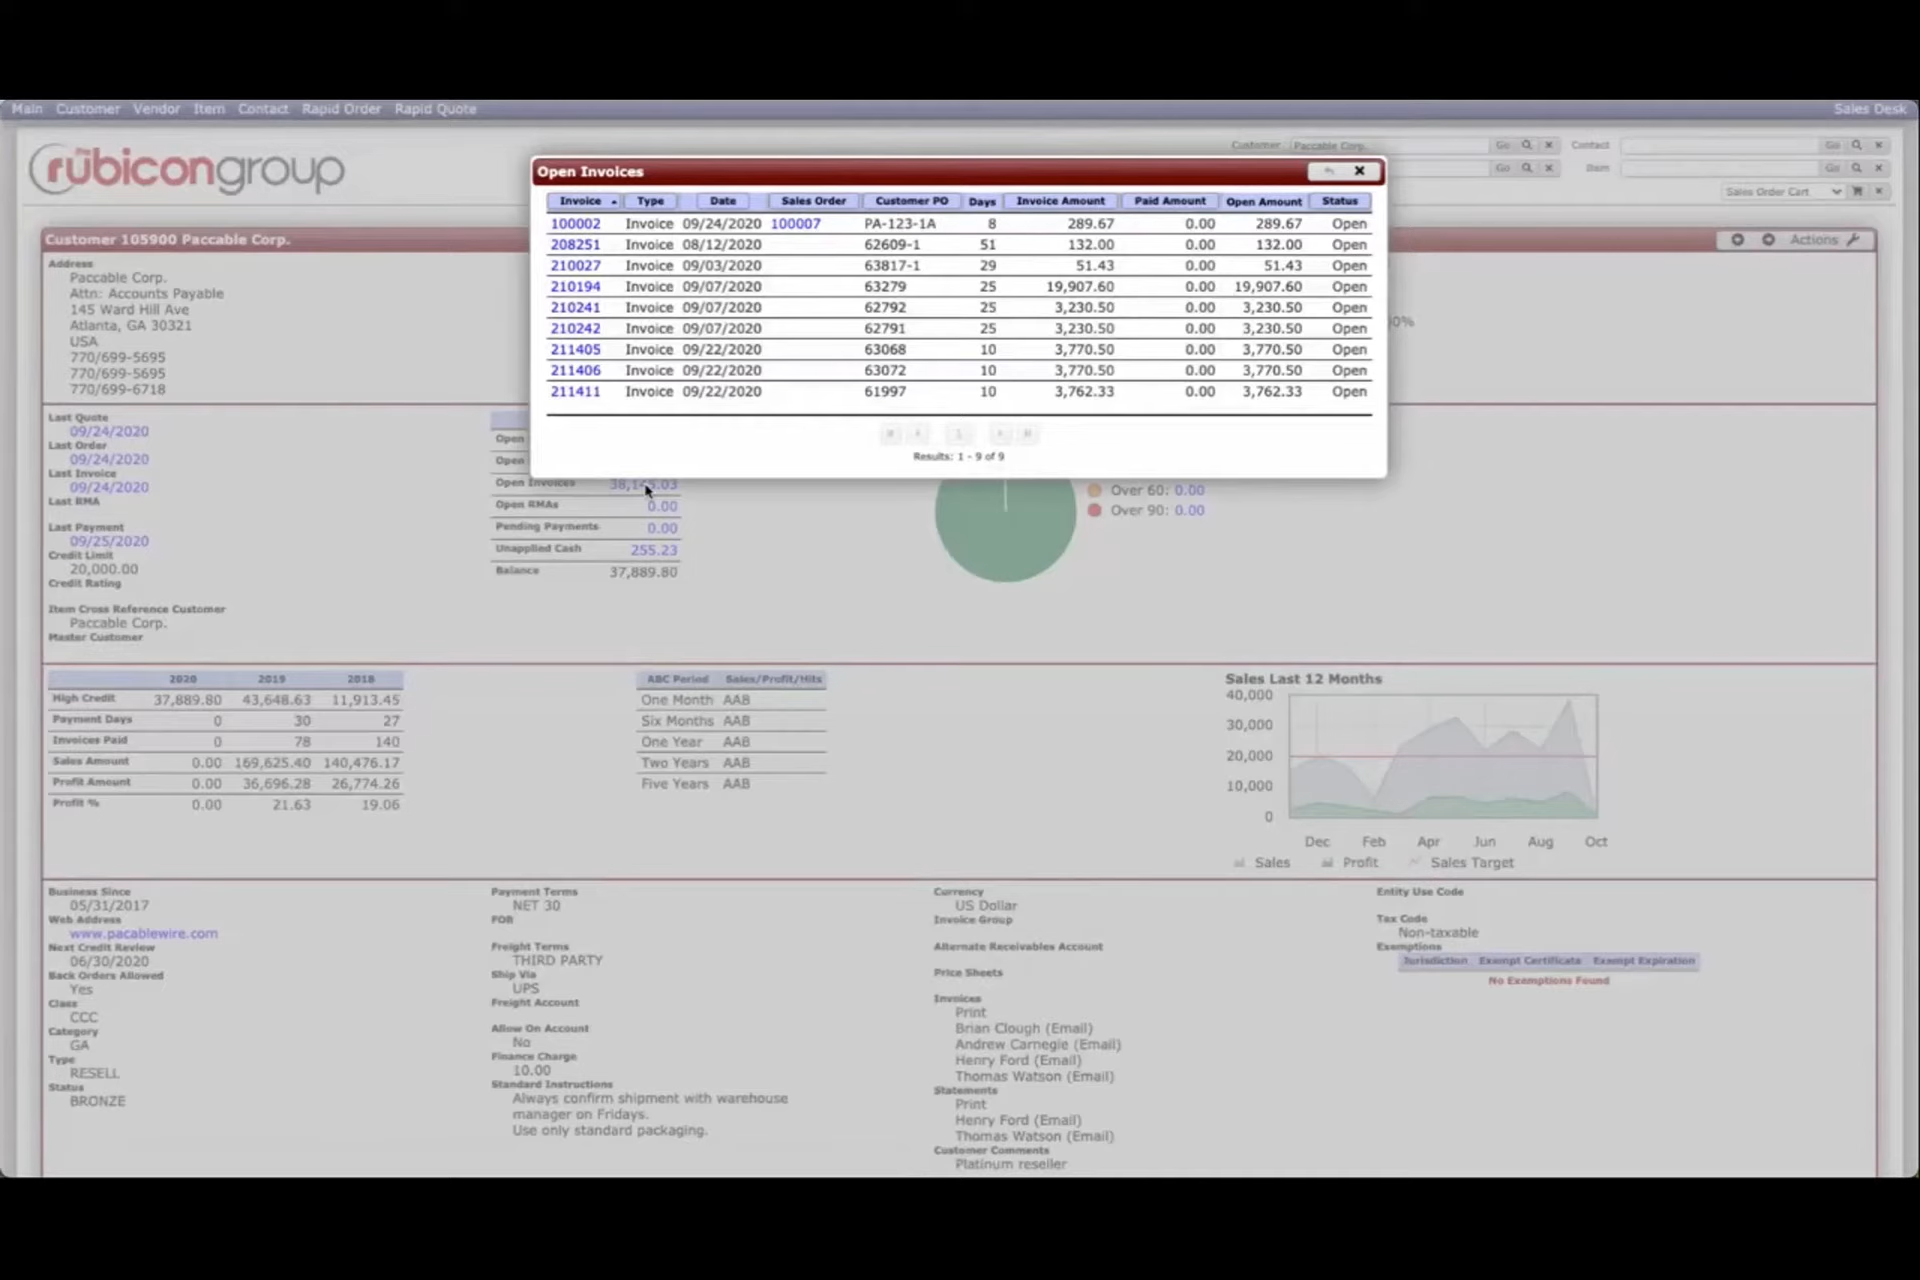 Main Customer Vendor Item Contact Rapid Order Rapid Quote Sales Desk
the rubicongroup
Customer Paccable Corp. Go Contact Go
Go Item Go
Sales Order Cart
Open Invoices
Invoice Type Date Sales Order Customer PO Days Invoice Amount Paid Amount Open Amount Status
100002 Invoice 09/24/2020 100007 PA-123-1A 8 289.67 0.00 289.67 Open
208251 Invoice 08/12/2020 62609-1 51 132.00 0.00 132.00 Open
210027 Invoice 09/03/2020 63817-1 29 51.43 0.00 51.43 Open
210194 Invoice 09/07/2020 63279 25 19,907.60 0.00 19,907.60 Open
210241 Invoice 09/07/2020 62792 25 3,230.50 0.00 3,230.50 Open
210242 Invoice 09/07/2020 62791 25 3,230.50 0.00 3,230.50 Open
211405 Invoice 09/22/2020 63068 10 3,770.50 0.00 3,770.50 Open
211406 Invoice 09/22/2020 63072 10 3,770.50 0.00 3,770.50 Open
211411 Invoice 09/22/2020 61997 10 3,762.33 0.00 3,762.33 Open
1
Results: 1 - 9 of 9
Customer 105900 Paccable Corp. Actions
Address
Paccable Corp.
Attn: Accounts Payable
145 Ward Hill Ave
Atlanta, GA 30321
USA
770/699-5695
770/699-5695
770/699-6718
0%
Last Quote
09/24/2020
Last Order
09/24/2020
Last Invoice
09/24/2020
Last RMA
Last Payment
09/25/2020
Credit Limit
20,000.00
Credit Rating
Item Cross Reference Customer
Paccable Corp.
Master Customer
Open
Open
Open Invoices 38,145.03
Open RMAs 0.00
Pending Payments 0.00
Unapplied Cash 255.23
Balance 37,889.80
Over 60: 0.00
Over 90: 0.00
2020 2019 2018
High Credit 37,889.80 43,648.63 11,913.45
Payment Days 0 30 27
Invoices Paid 0 78 140
Sales Amount 0.00 169,625.40 140,476.17
Profit Amount 0.00 36,696.28 26,774.26
Profit % 0.00 21.63 19.06
ABC Period Sales/Profit/Hits
One Month AAB
Six Months AAB
One Year AAB
Two Years AAB
Five Years AAB
Sales Last 12 Months
40,000
30,000
20,000
10,000
0
Dec Feb Apr Jun Aug Oct
Sales Profit Sales Target
Business Since
05/31/2017
Web Address
www.pacablewire.com
Next Credit Review
06/30/2020
Back Orders Allowed
Yes
Class
CCC
Category
GA
Type
RESELL
Status
BRONZE
Payment Terms
NET 30
FOB
Freight Terms
THIRD PARTY
Ship Via
UPS
Freight Account
Allow On Account
No
Finance Charge
10.00
Standard Instructions
Always confirm shipment with warehouse
manager on Fridays.
Use only standard packaging.
Currency
US Dollar
Invoice Group
Alternate Receivables Account
Price Sheets
Invoices
Print
Brian Clough (Email)
Andrew Carnegie (Email)
Henry Ford (Email)
Thomas Watson (Email)
Statements
Print
Henry Ford (Email)
Thomas Watson (Email)
Customer Comments
Platinum reseller
Entity Use Code
Tax Code
Non-taxable
Exemptions
Jurisdiction Exempt Certificate Exempt Expiration
No Exemptions Found